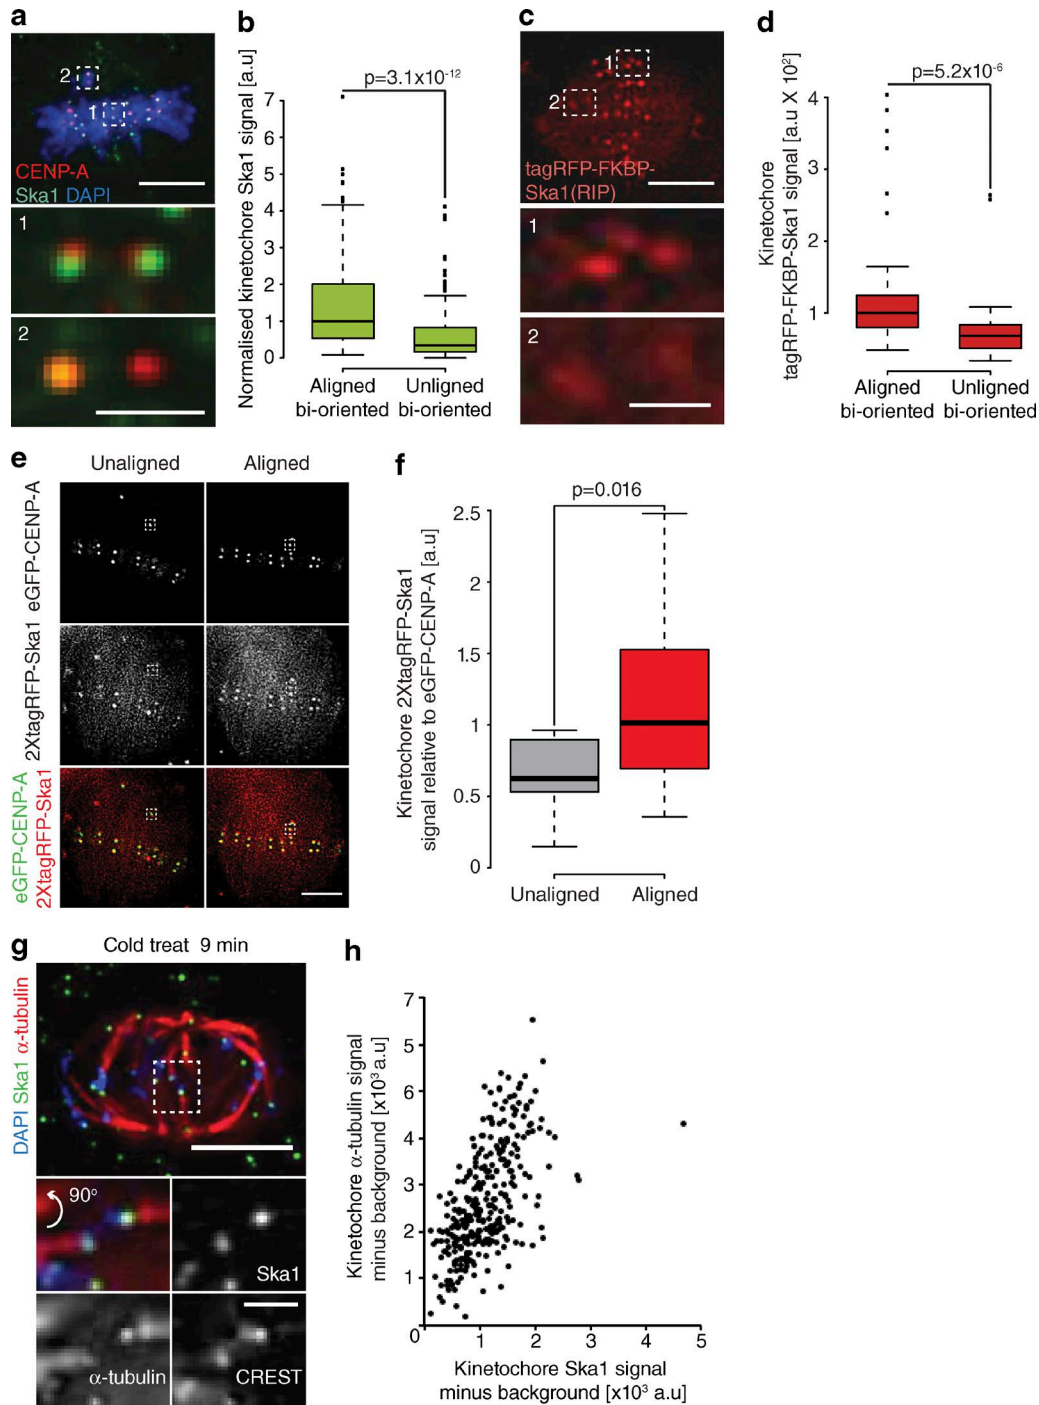 a
2
1
CENP-A
Ska1 DAPI
1
2
b
Normalised kinetochore Ska1 signal [a.u]
p=3.1x10-12
7
6
5
4
3
2
1
0
Aligned
bi-oriented
Unligned
bi-oriented
c
1
2
tagRFP-FKBP-
Ska1(RIP)
1
2
d
Kinetochore
tagRFP-FKBP-Ska1 signal [a.u X 10²]
p=5.2x10-6
4
3
2
1
Aligned
bi-oriented
Unligned
bi-oriented
e
Unaligned
Aligned
eGFP-CENP-A
2XtagRFP-Ska1
eGFP-CENP-A
2XtagRFP-Ska1
f
Kinetochore 2XtagRFP-Ska1
signal relative to eGFP-CENP-A [a.u]
p=0.016
2.5
2
1.5
1
0.5
0
Unaligned
Aligned
g
Cold treat 9 min
DAPI Ska1 α-tubulin
90°
Ska1
α-tubulin
CREST
h
Kinetochore α-tubulin signal
minus background [x10³ a.u]
7
5
6
4
3
2
1
0
1
2
3
4
5
Kinetochore Ska1 signal
minus background [x10³ a.u]